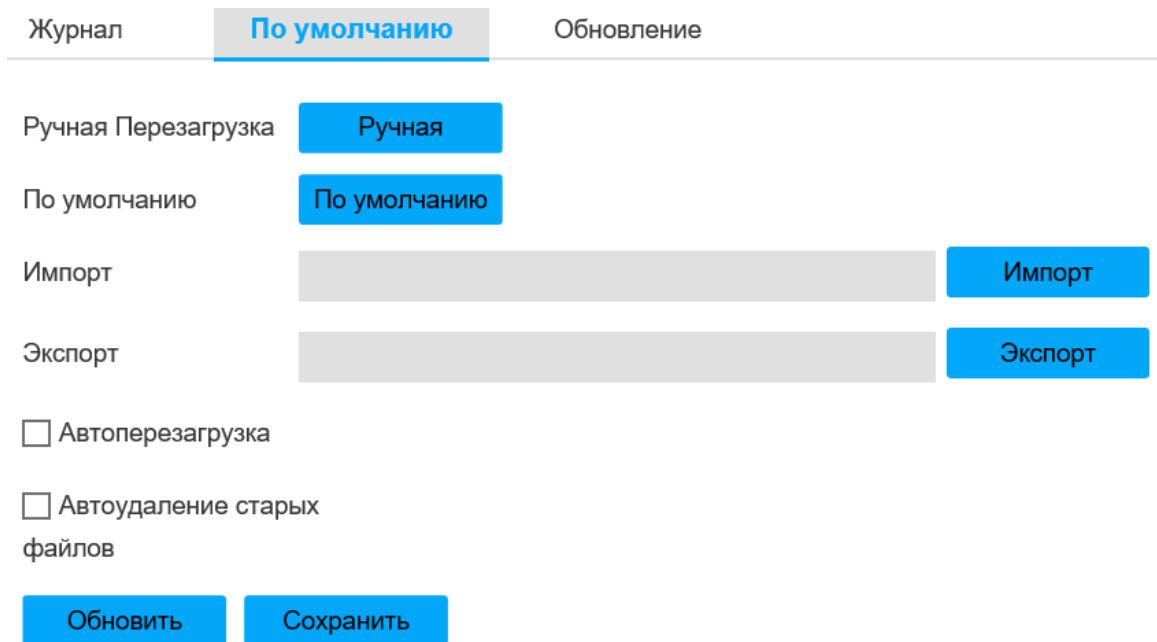 Журнал По умолчанию Обновление
Ручная Перезагрузка Ручная
По умолчанию По умолчанию
Импорт Импорт
Экспорт Экспорт
Автоперезагрузка
Автоудаление старых
файлов
Обновить Сохранить